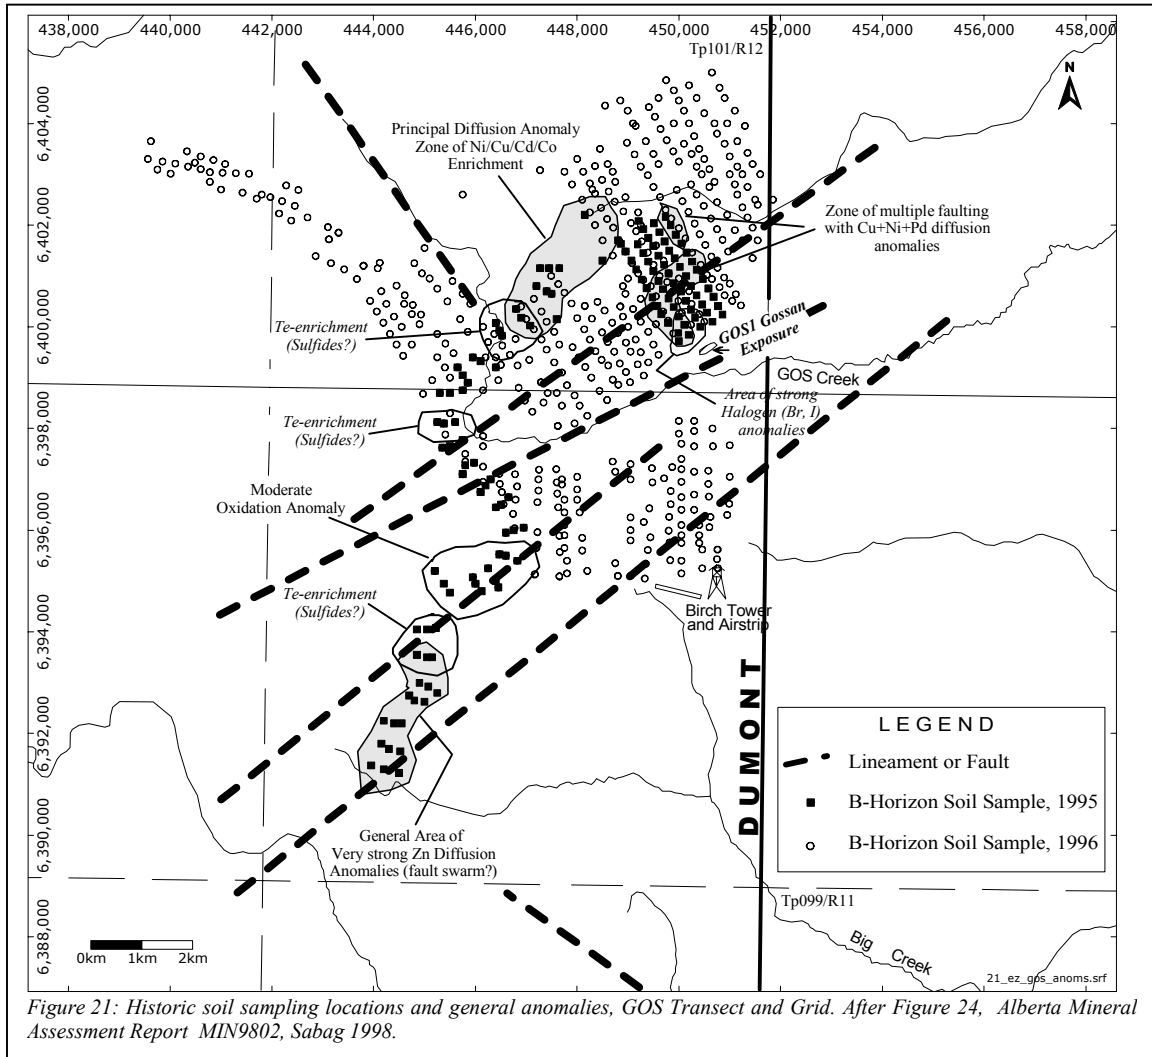 438,000
440,000
442,000
444,000
446,000
448,000
450,000
452,000
454,000
456,000
458,000
Tp101/R12
N
6,404,000
6,402,000
6,400,000
6,398,000
6,396,000
6,394,000
6,392,000
6,390,000
6,388,000
Principal Diffusion Anomaly
Zone of Ni/Cu/Cd/Co
Enrichment
Zone of multiple faulting
with Cu+Ni+Pd diffusion
anomalies
Te-enrichment
(Sulfides?)
GOS1 Gossan
Exposure
GOS Creek
Area of strong
Halogen (Br, I)
anomalies
Te-enrichment
(Sulfides?)
Moderate
Oxidation Anomaly
Te-enrichment
(Sulfides?)
Birch Tower
and Airstrip
DUMONT
LEGEND
Lineament or Fault
B-Horizon Soil Sample, 1995
B-Horizon Soil Sample, 1996
General Area of
Very strong Zn Diffusion
Anomalies (fault swarm?)
Tp099/R11
Big Creek
0km 1km 2km
21_ez_gos_anoms.srf
Figure 21: Historic soil sampling locations and general anomalies, GOS Transect and Grid. After Figure 24, Alberta Mineral
Assessment Report MIN9802, Sabag 1998.